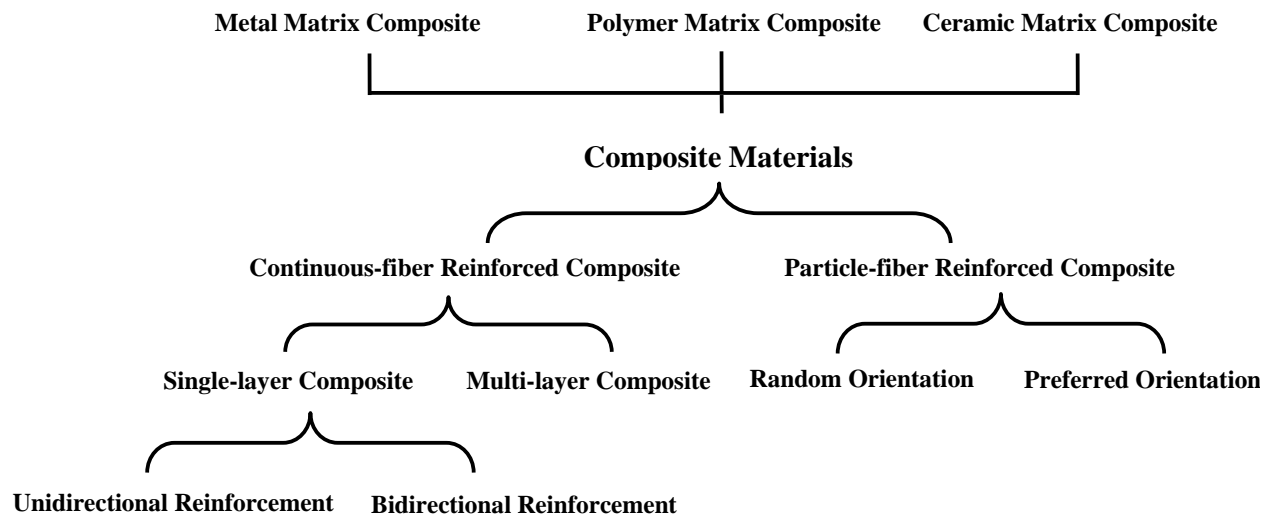 Metal Matrix Composite
Polymer Matrix Composite
Ceramic Matrix Composite
Composite Materials
Continuous-fiber Reinforced Composite
Particle-fiber Reinforced Composite
Single-layer Composite
Multi-layer Composite
Random Orientation
Preferred Orientation
Unidirectional Reinforcement
Bidirectional Reinforcement